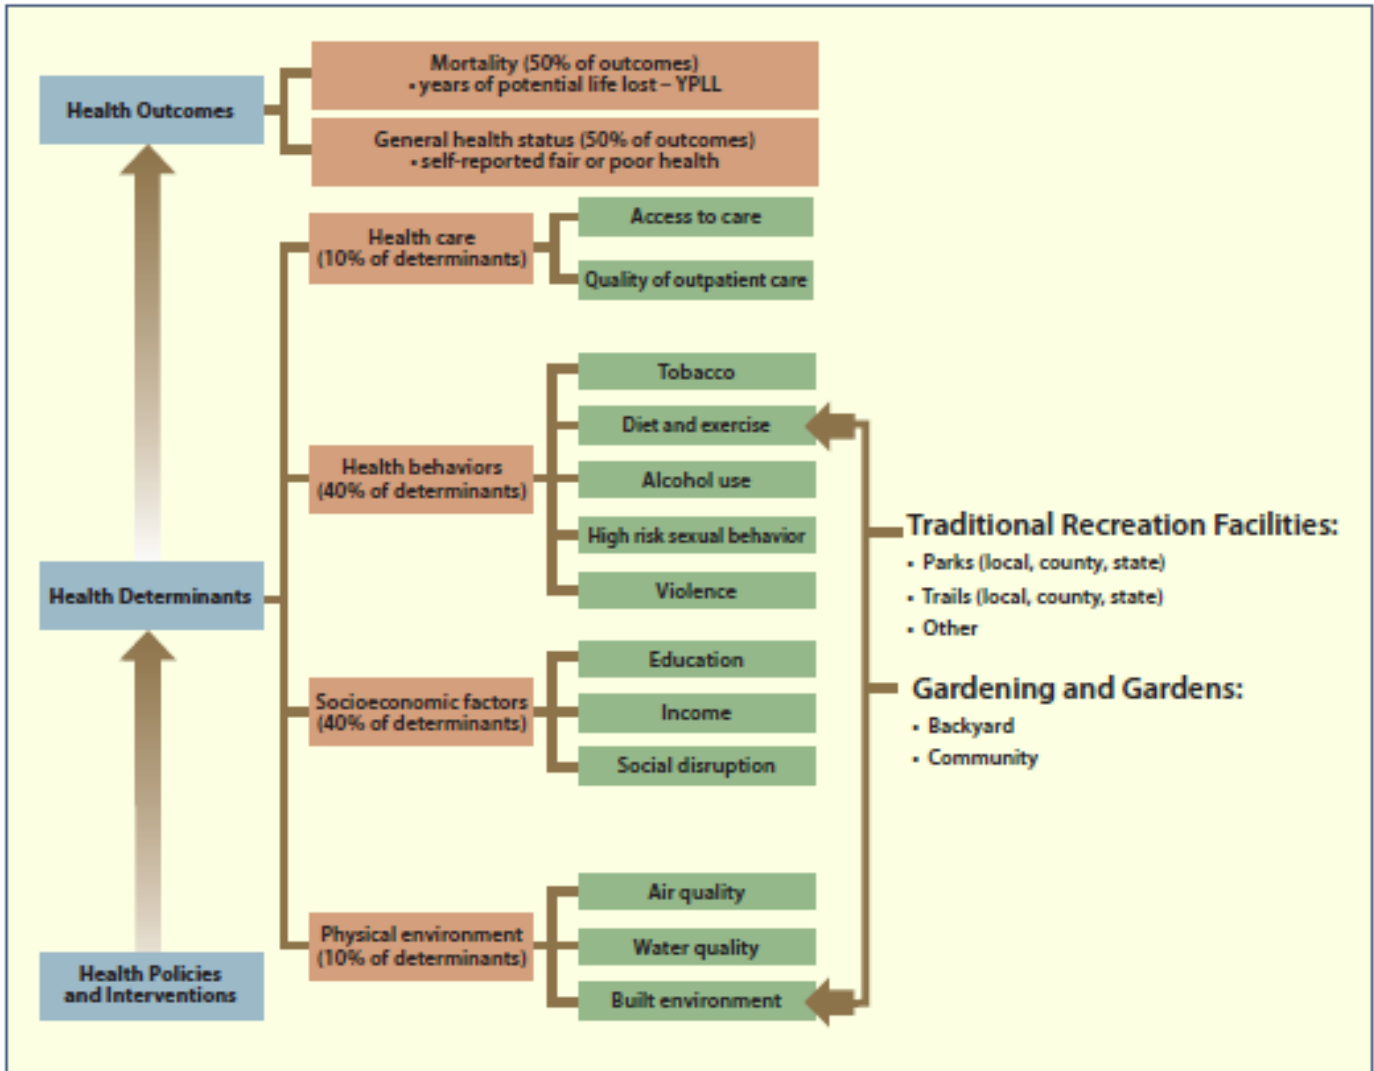 Mortality (50% of outcomes)
• years of potential life lost – YPLL
Health Outcomes
General health status (50% of outcomes)
• self-reported fair or poor health
Health care
(10% of determinants)
Access to care
Quality of outpatient care
Health behaviors
(40% of determinants)
Tobacco
Diet and exercise
Alcohol use
High risk sexual behavior
Violence
Traditional Recreation Facilities:
• Parks (local, county, state)
• Trails (local, county, state)
• Other
Health Determinants
Socioeconomic factors
(40% of determinants)
Education
Income
Social disruption
Gardening and Gardens:
• Backyard
• Community
Physical environment
(10% of determinants)
Air quality
Water quality
Built environment
Health Policies
and Interventions